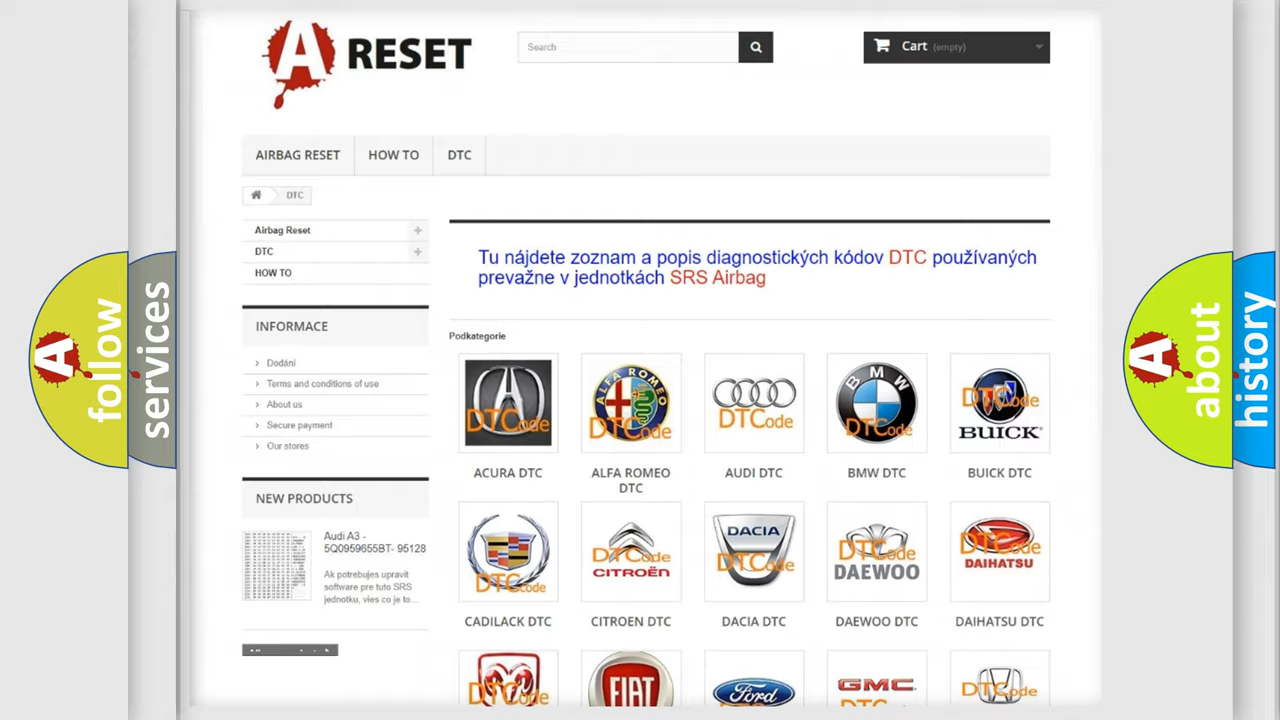 A RESET
Search
Cart (empty)
AIRBAG RESET
HOW TO
DTC
DTC
Airbag Reset
DTC
HOW TO
INFORMACE
Dodání
Terms and conditions of use
About us
Secure payment
Our stores
NEW PRODUCTS
Audi A3 -
5Q0959655BT- 95128
Ak potrebujes upravit
software pre tuto SRS
jednotku, vies co je to...
Tu nájdete zoznam a popis diagnostických kódov DTC používaných
prevažne v jednotkách SRS Airbag
Podkategorie
DTCode
ALFA ROMEO
DTCode
DTCode
BMW
DTCode
DTCode
BUICK
ACURA DTC
ALFA ROMEO
DTC
AUDI DTC
BMW DTC
BUICK DTC
DTCode
DTCode
CITROËN
DACIA
DTCode
DTCode
DAEWOO
DTCode
DAIHATSU
CADILACK DTC
CITROEN DTC
DACIA DTC
DAEWOO DTC
DAIHATSU DTC
DTCode
FIAT
Ford
GMC
DTCode
A follow
services
A about
history